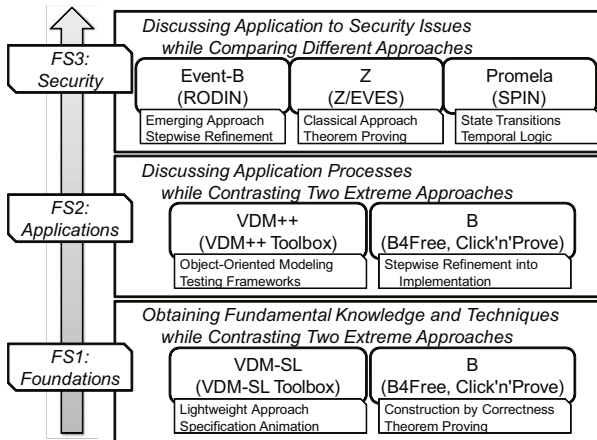 FS3:
Security
Discussing Application to Security Issues
while Comparing Different Approaches
Event-B
(RODIN)
Emerging Approach
Stepwise Refinement
Z
(Z/EVES)
Classical Approach
Theorem Proving
Promela
(SPIN)
State Transitions
Temporal Logic
FS2:
Applications
Discussing Application Processes
while Contrasting Two Extreme Approaches
VDM++
(VDM++ Toolbox)
Object-Oriented Modeling
Testing Frameworks
B
(B4Free, Click'n'Prove)
Stepwise Refinement into
Implementation
FS1:
Foundations
Obtaining Fundamental Knowledge and Techniques
while Contrasting Two Extreme Approaches
VDM-SL
(VDM-SL Toolbox)
Lightweight Approach
Specification Animation
B
(B4Free, Click'n'Prove)
Construction by Correctness
Theorem Proving